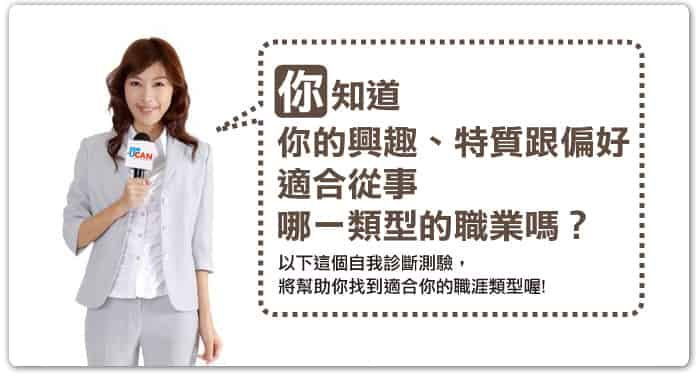 UCAN
你知道
你的興趣、特質跟偏好
適合從事
哪一類型的職業嗎？
以下這個自我診斷測驗，
將幫助你找到適合你的職涯類型喔!